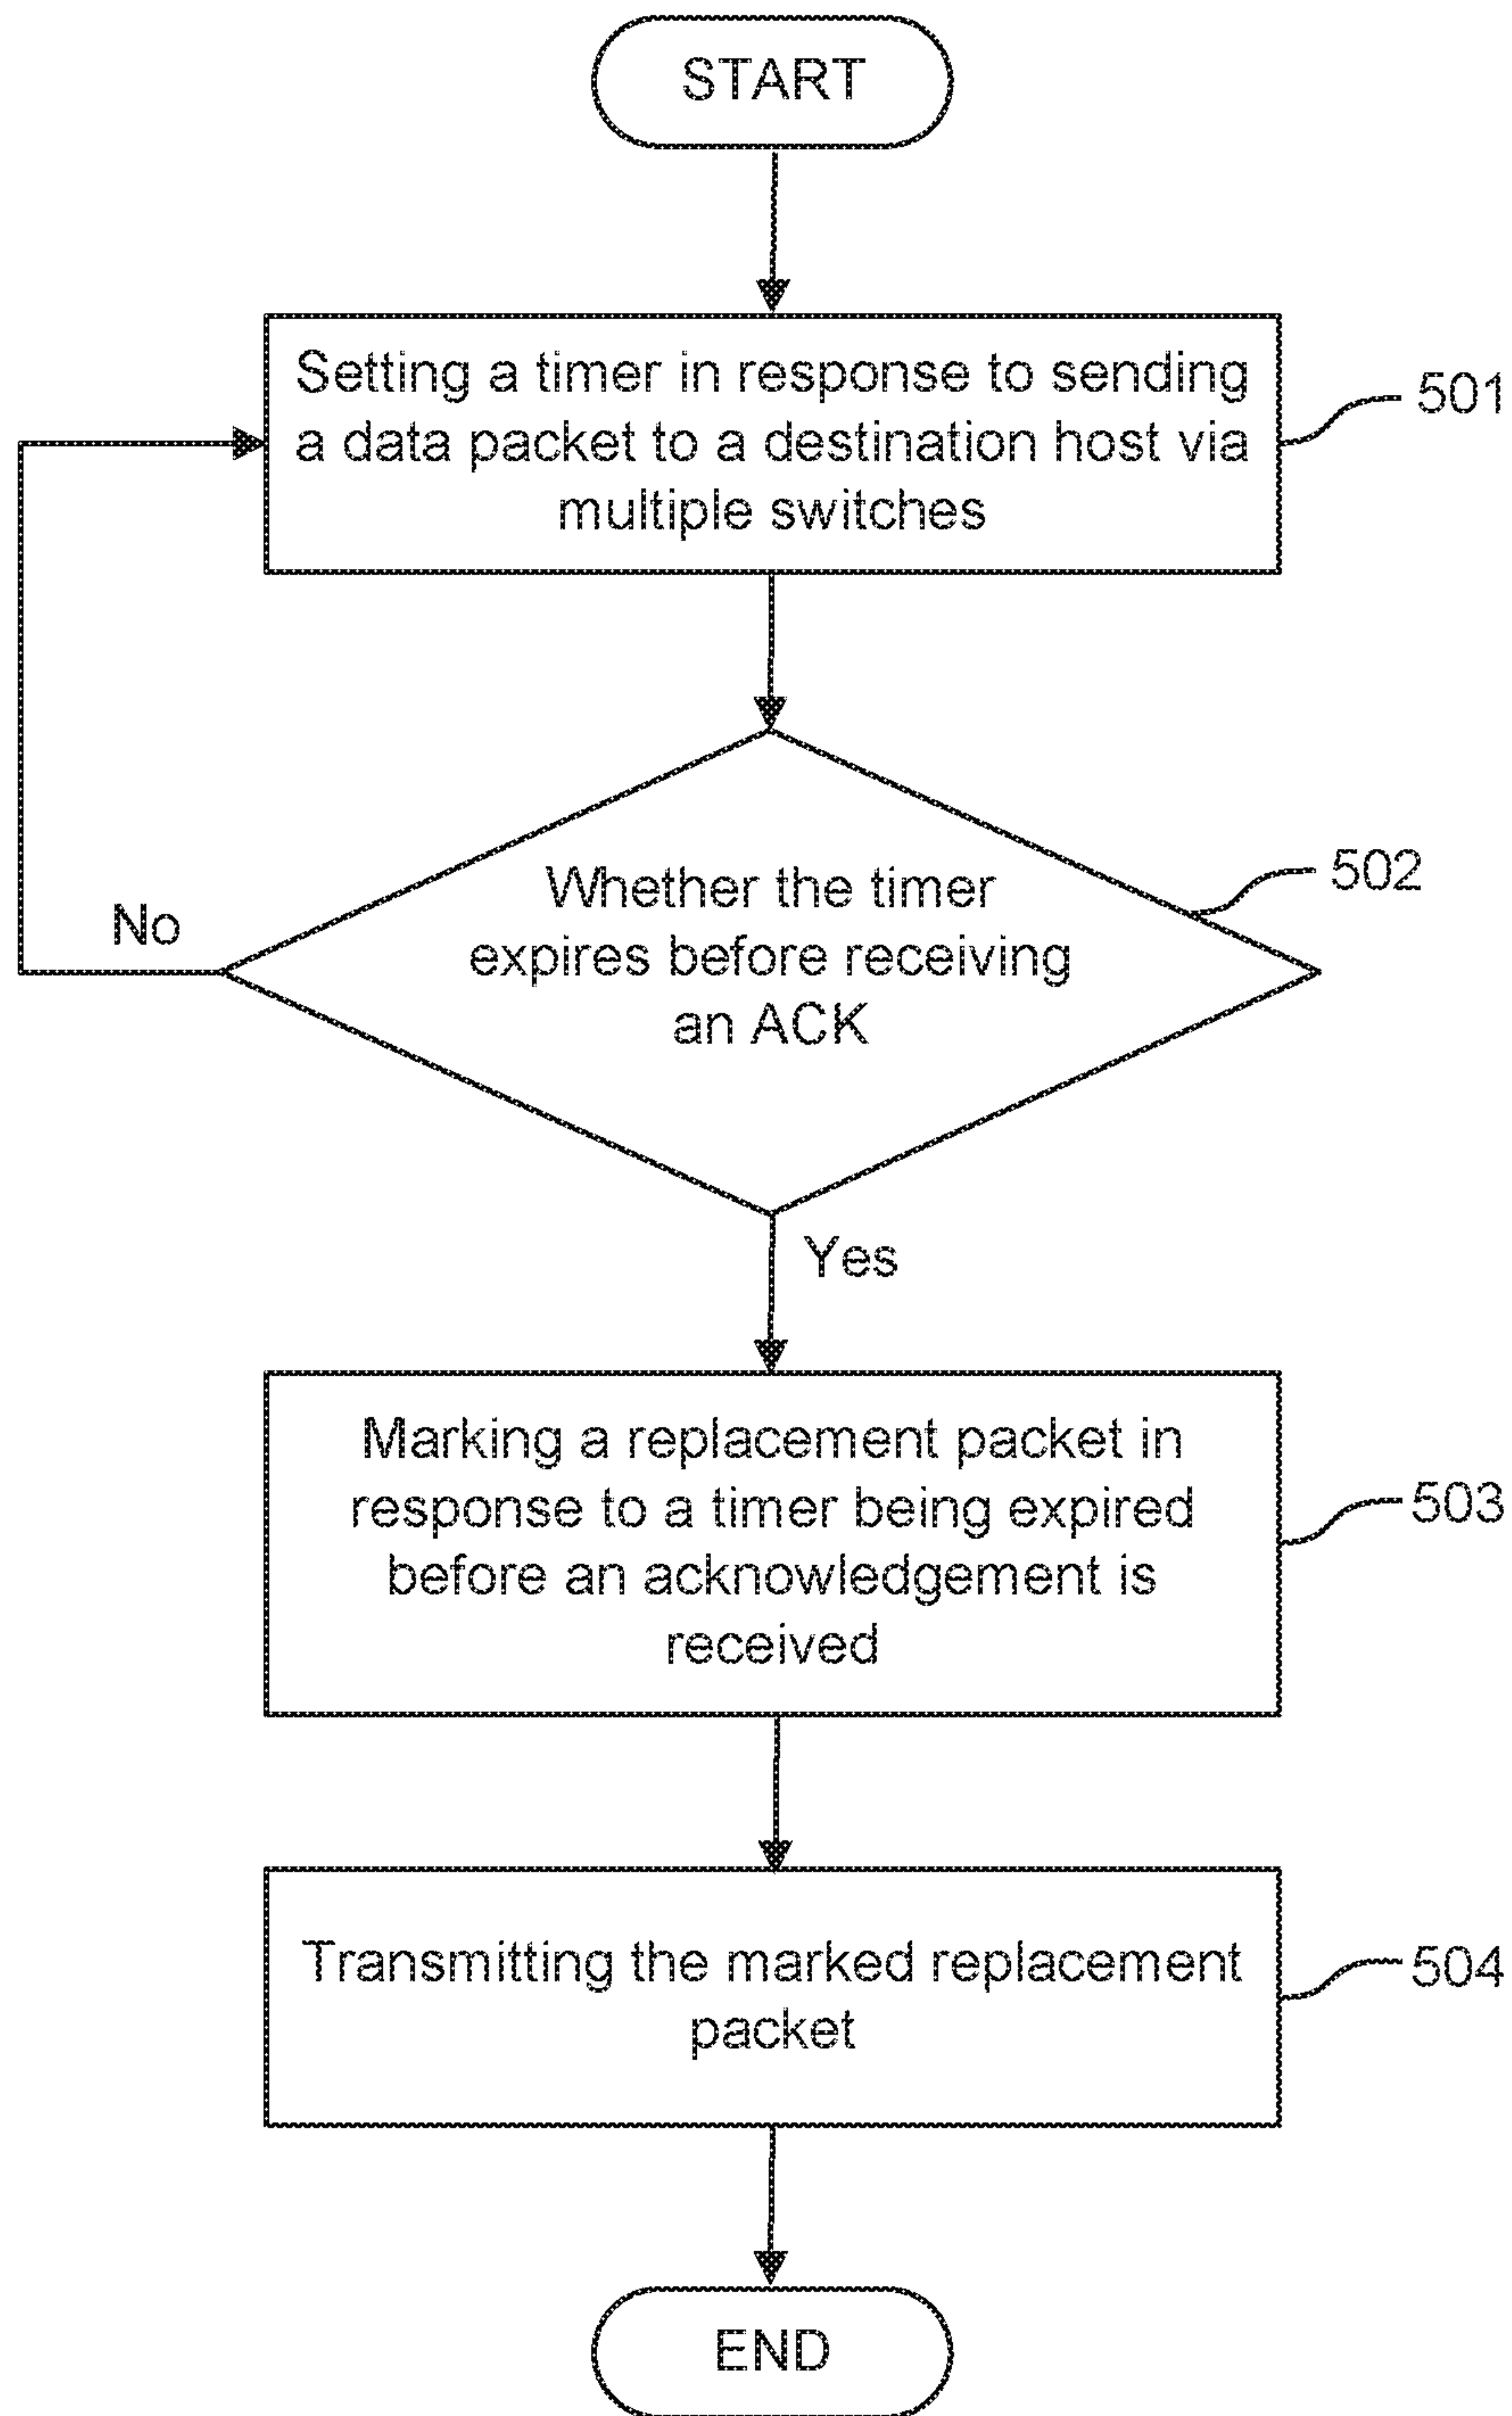 START
Setting a timer in response to sending
a data packet to a destination host via
multiple switches
501
Whether the timer
expires before receiving
an ACK
502
No
Yes
Marking a replacement packet in
response to a timer being expired
before an acknowledgement is
received
503
Transmitting the marked replacement
packet
504
END